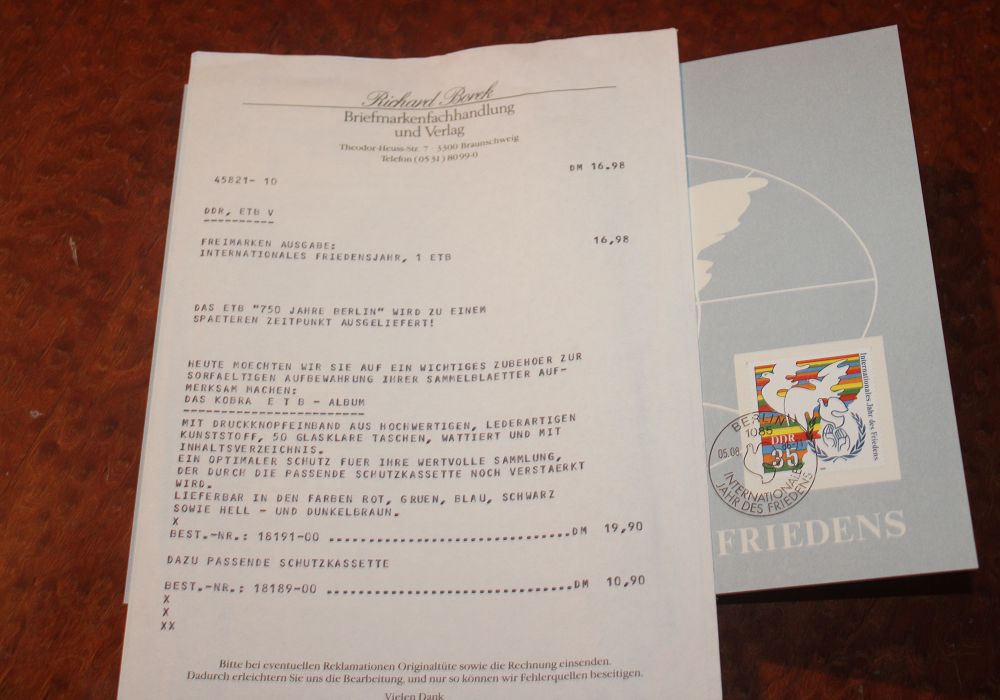 Richard Borek
Briefmarkenfachhandlung
und Verlag
Theodor-Heuss-Str. 7 · 3300 Braunschweig
Telefon (05 31) 80 99-0
DM 16.98
45821- 10
DDR, ETB V
----------
FREIMARKEN AUSGABE: 16,98
INTERNATIONALES FRIEDENSJAHR, 1 ETB
DAS ETB "750 JAHRE BERLIN" WIRD ZU EINEM
SPAETEREN ZEITPUNKT AUSGELIEFERT!
HEUTE MOECHTEN WIR SIE AUF EIN WICHTIGES ZUBEHOER ZUR
SORFAELTIGEN AUFBEWAHRUNG IHRER SAMMELBLAETTER AUF-
MERKSAM MACHEN:
DAS KOBRA E T B - ALBUM
--------------------------
MIT DRUCKKNOPFEINBAND AUS HOCHWERTIGEN, LEDERARTIGEN
KUNSTSTOFF, 50 GLASKLARE TASCHEN, WATTIERT UND MIT
INHALTSVERZEICHNIS.
EIN OPTIMALER SCHUTZ FUER IHRE WERTVOLLE SAMMLUNG,
DER DURCH DIE PASSENDE SCHUTZKASSETTE NOCH VERSTAERKT
WIRD.
LIEFERBAR IN DEN FARBEN ROT, GRUEN, BLAU, SCHWARZ
SOWIE HELL - UND DUNKELBRAUN.
X
BEST.-NR.: 18191-00 ...............................DM 19,90
DAZU PASSENDE SCHUTZKASSETTE
BEST.-NR.: 18189-00 ...............................DM 10,90
X
X
XX
Bitte bei eventuellen Reklamationen Originaltüte sowie die Rechnung einsenden.
Dadurch erleichtern Sie uns die Bearbeitung, und nur so können wir Fehlerquellen beseitigen.
Vielen Dank
Internationales Jahr des Friedens
DDR
35
BERLIN
1085
05.08.
INTERNATIONALES
JAHR DES FRIEDENS
FRIEDENS